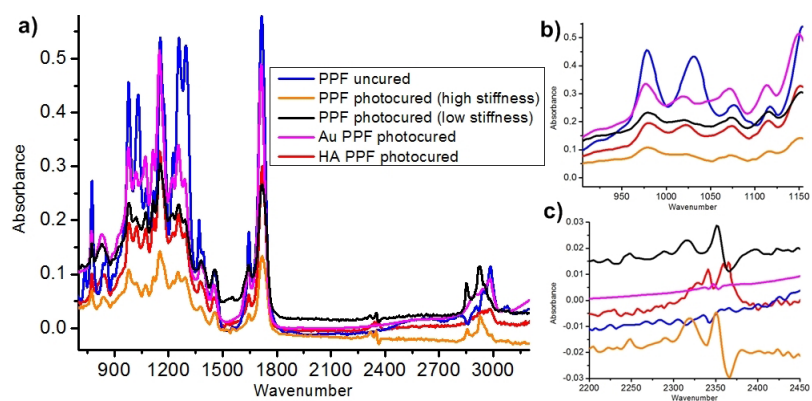 a)
0.5
0.4
0.3
0.2
0.1
0.0
Absorbance
900 1200 1500 1800 2100 2400 2700 3000
Wavenumber
PPF uncured
PPF photocured (high stiffness)
PPF photocured (low stiffness)
Au PPF photocured
HA PPF photocured
b)
0.5
0.4
0.3
0.2
0.1
0.0
Absorbance
950 1000 1050 1100 1150
Wavenumber
c)
0.03
0.02
0.01
0.00
-0.01
-0.02
-0.03
Absorbance
2200 2250 2300 2350 2400 2450
Wavenumber